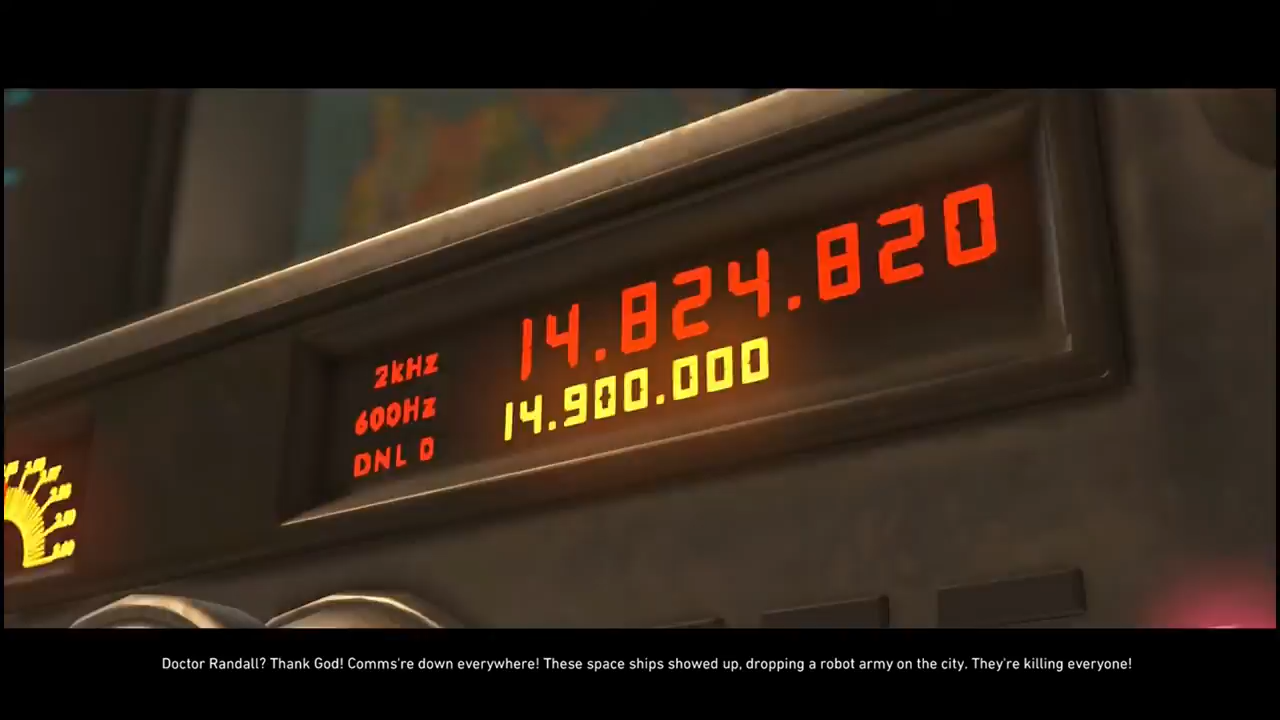 14.824.820
2kHz
14.900.000
600Hz
DNL D
Doctor Randall? Thank God! Comms're down everywhere! These space ships showed up, dropping a robot army on the city. They're killing everyone!